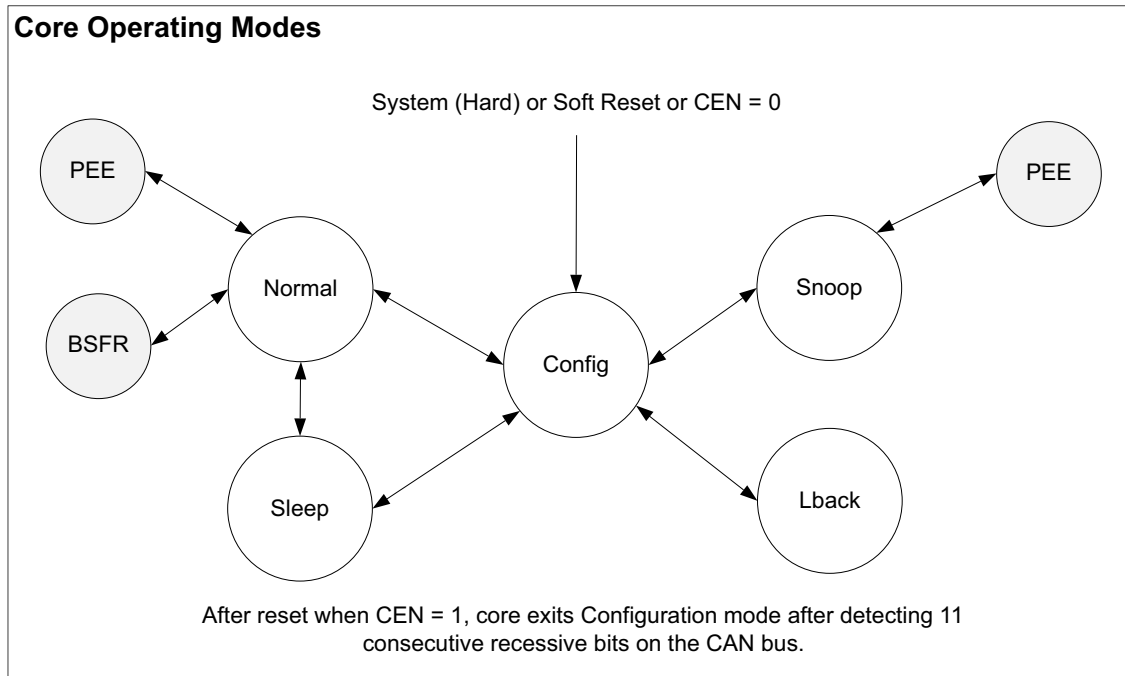 Core Operating Modes
System (Hard) or Soft Reset or CEN = 0
PEE
PEE
Normal
Snoop
BSFR
Config
Sleep
Lback
After reset when CEN = 1, core exits Configuration mode after detecting 11
consecutive recessive bits on the CAN bus.